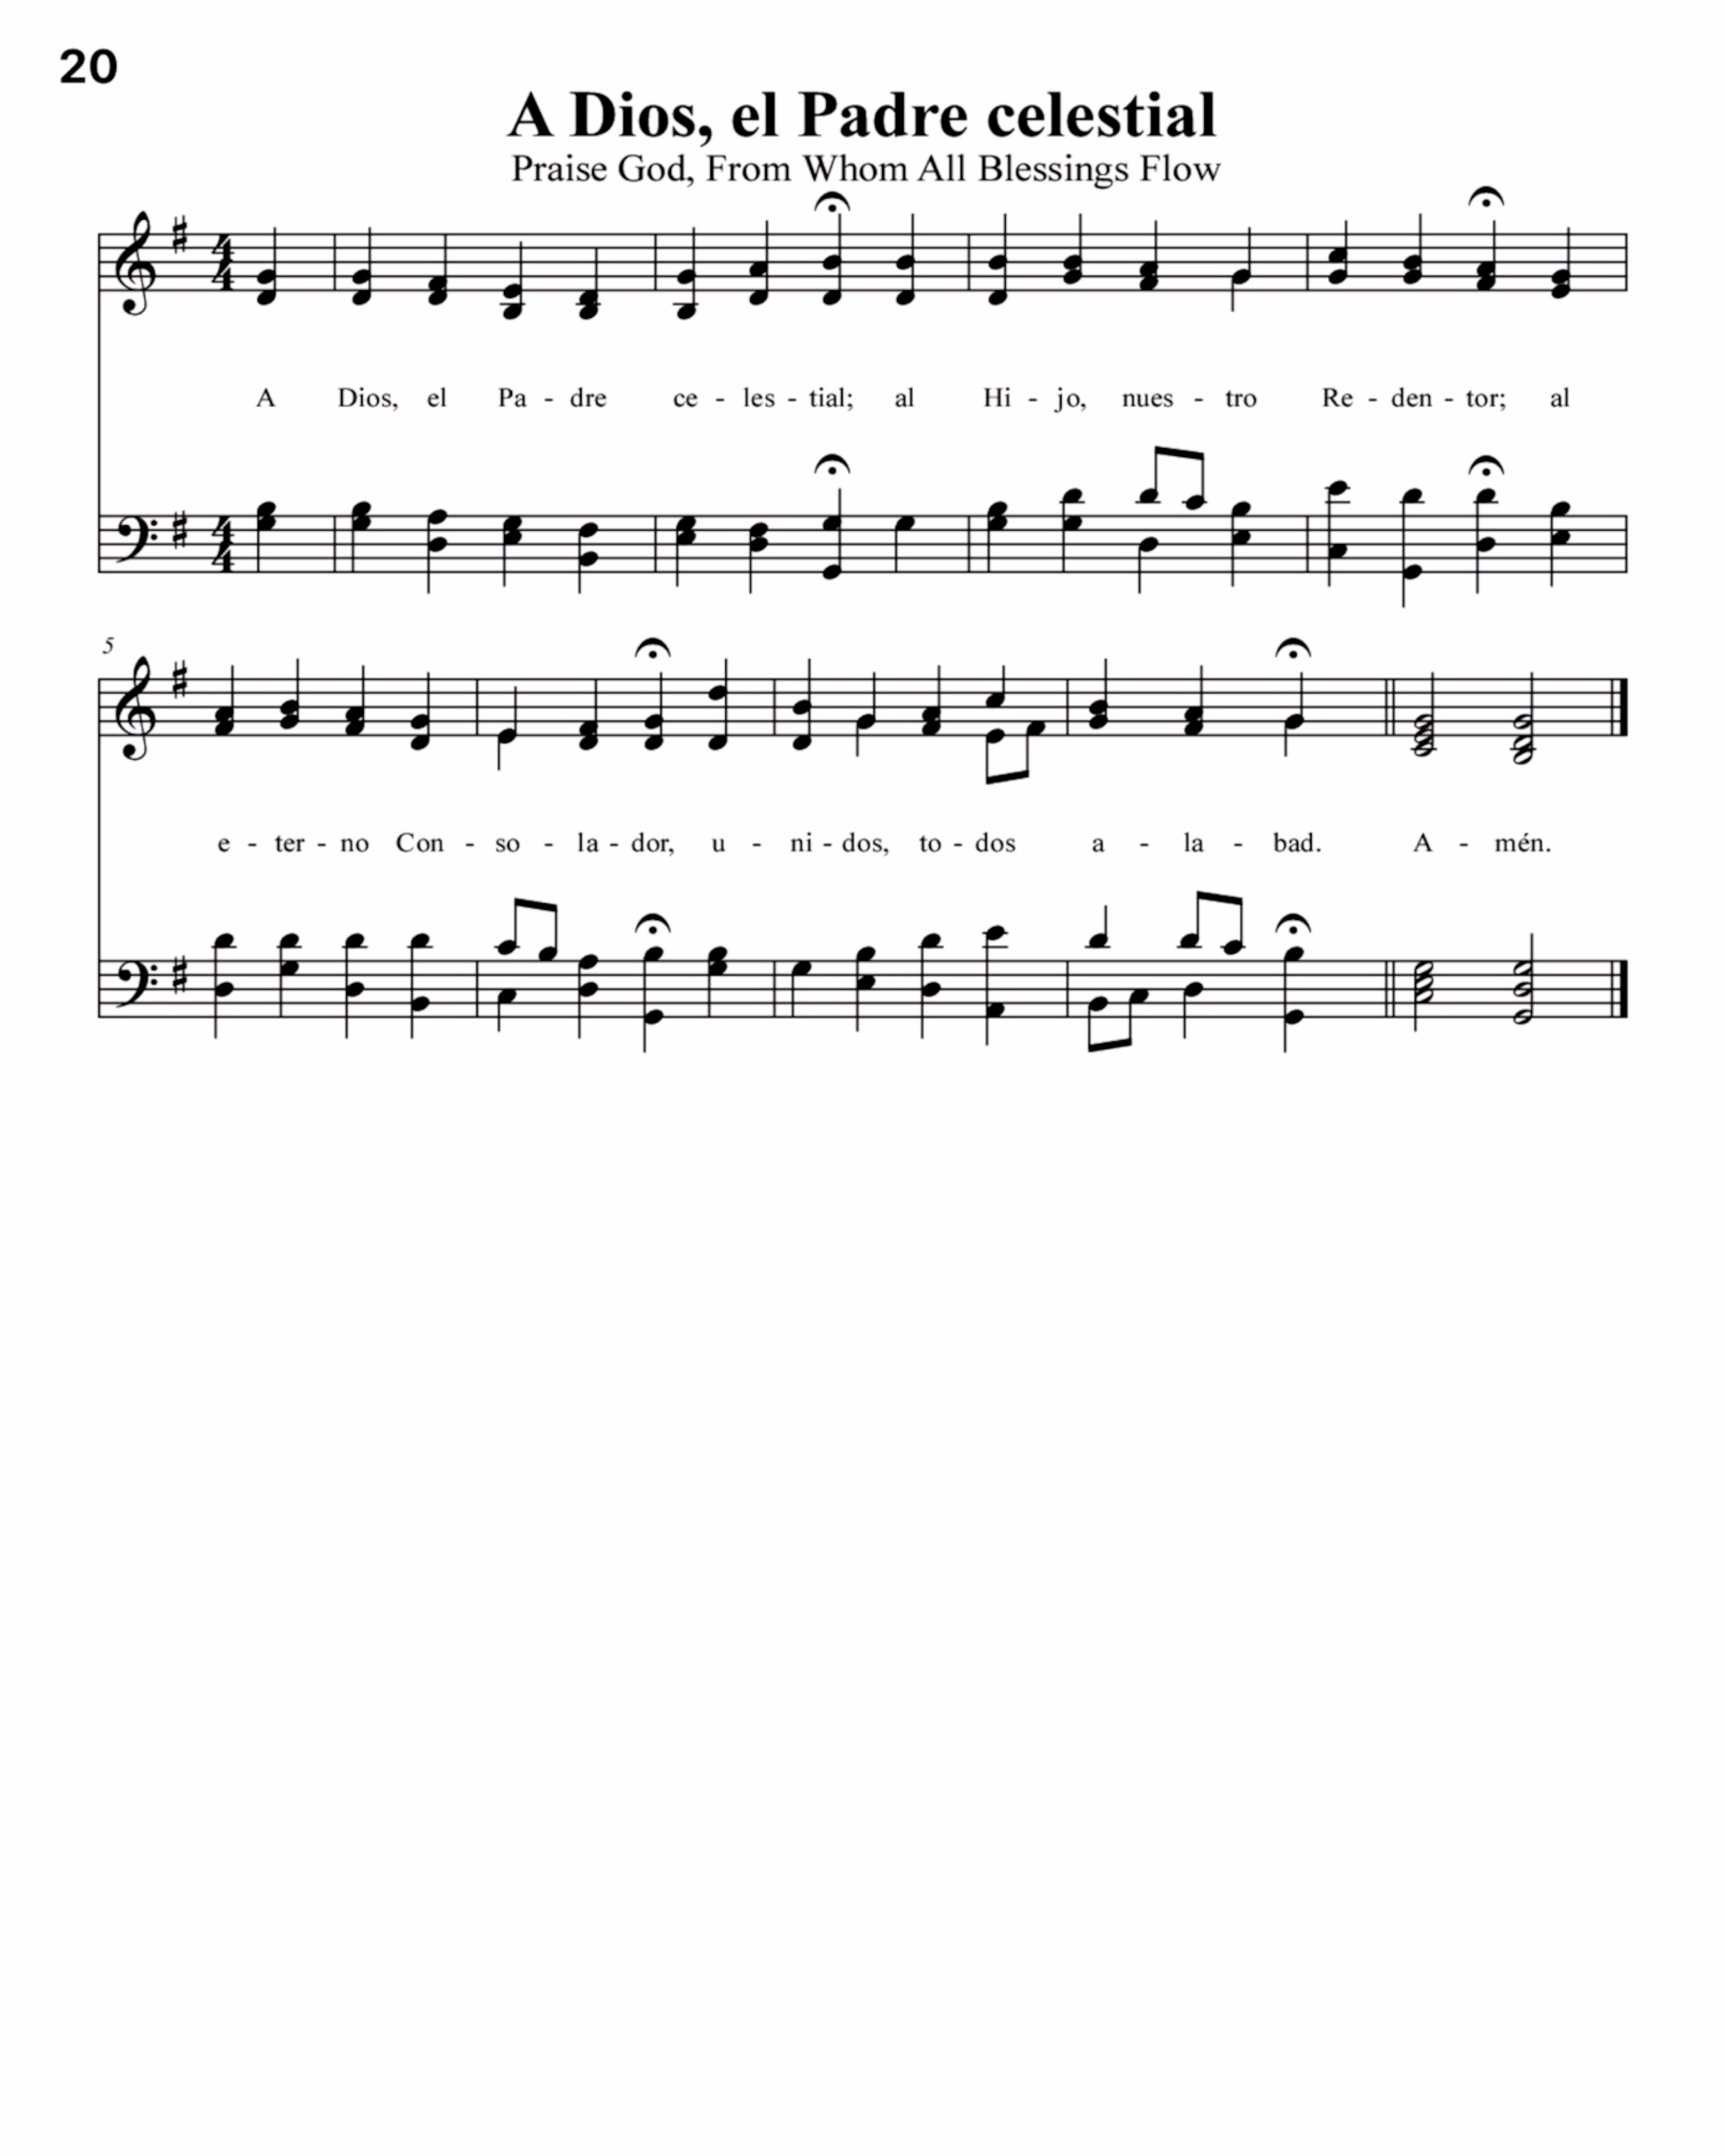 20
A Dios, el Padre celestial
Praise God, From Whom All Blessings Flow
A Dios, el Pa - dre ce - les - tial; al Hi - jo, nues - tro Re - den - tor; al
5
e - ter - no Con - so - la - dor, u - ni - dos, to - dos a - la - bad. A - mén.